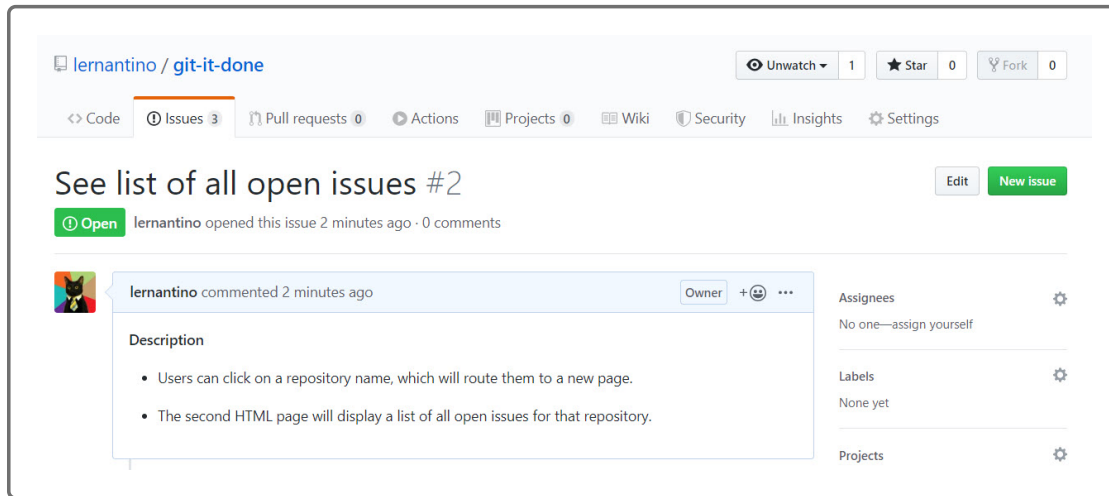 lernantino / git-it-done
Unwatch 1 Star 0 Fork 0
<> Code Issues 3 Pull requests 0 Actions Projects 0 Wiki Security Insights Settings
See list of all open issues #2
Edit New issue
Open lernantino opened this issue 2 minutes ago · 0 comments
lernantino commented 2 minutes ago
Owner
Description
• Users can click on a repository name, which will route them to a new page.
• The second HTML page will display a list of all open issues for that repository.
Assignees
No one—assign yourself
Labels
None yet
Projects